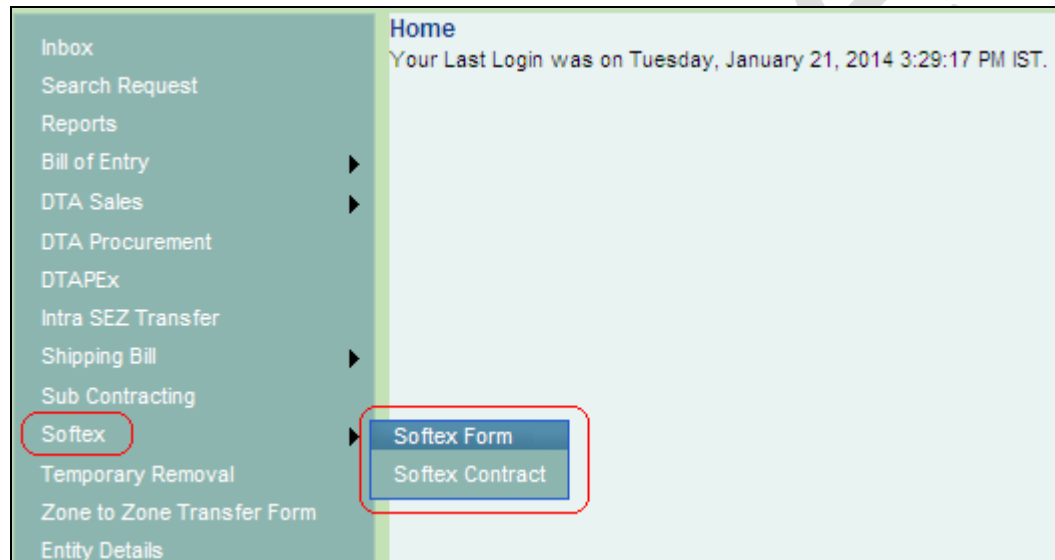 Home
Your Last Login was on Tuesday, January 21, 2014 3:29:17 PM IST.
Inbox
Search Request
Reports
Bill of Entry
DTA Sales
DTA Procurement
DTAPEx
Intra SEZ Transfer
Shipping Bill
Sub Contracting
Softex
Softex Form
Softex Contract
Temporary Removal
Zone to Zone Transfer Form
Entity Details